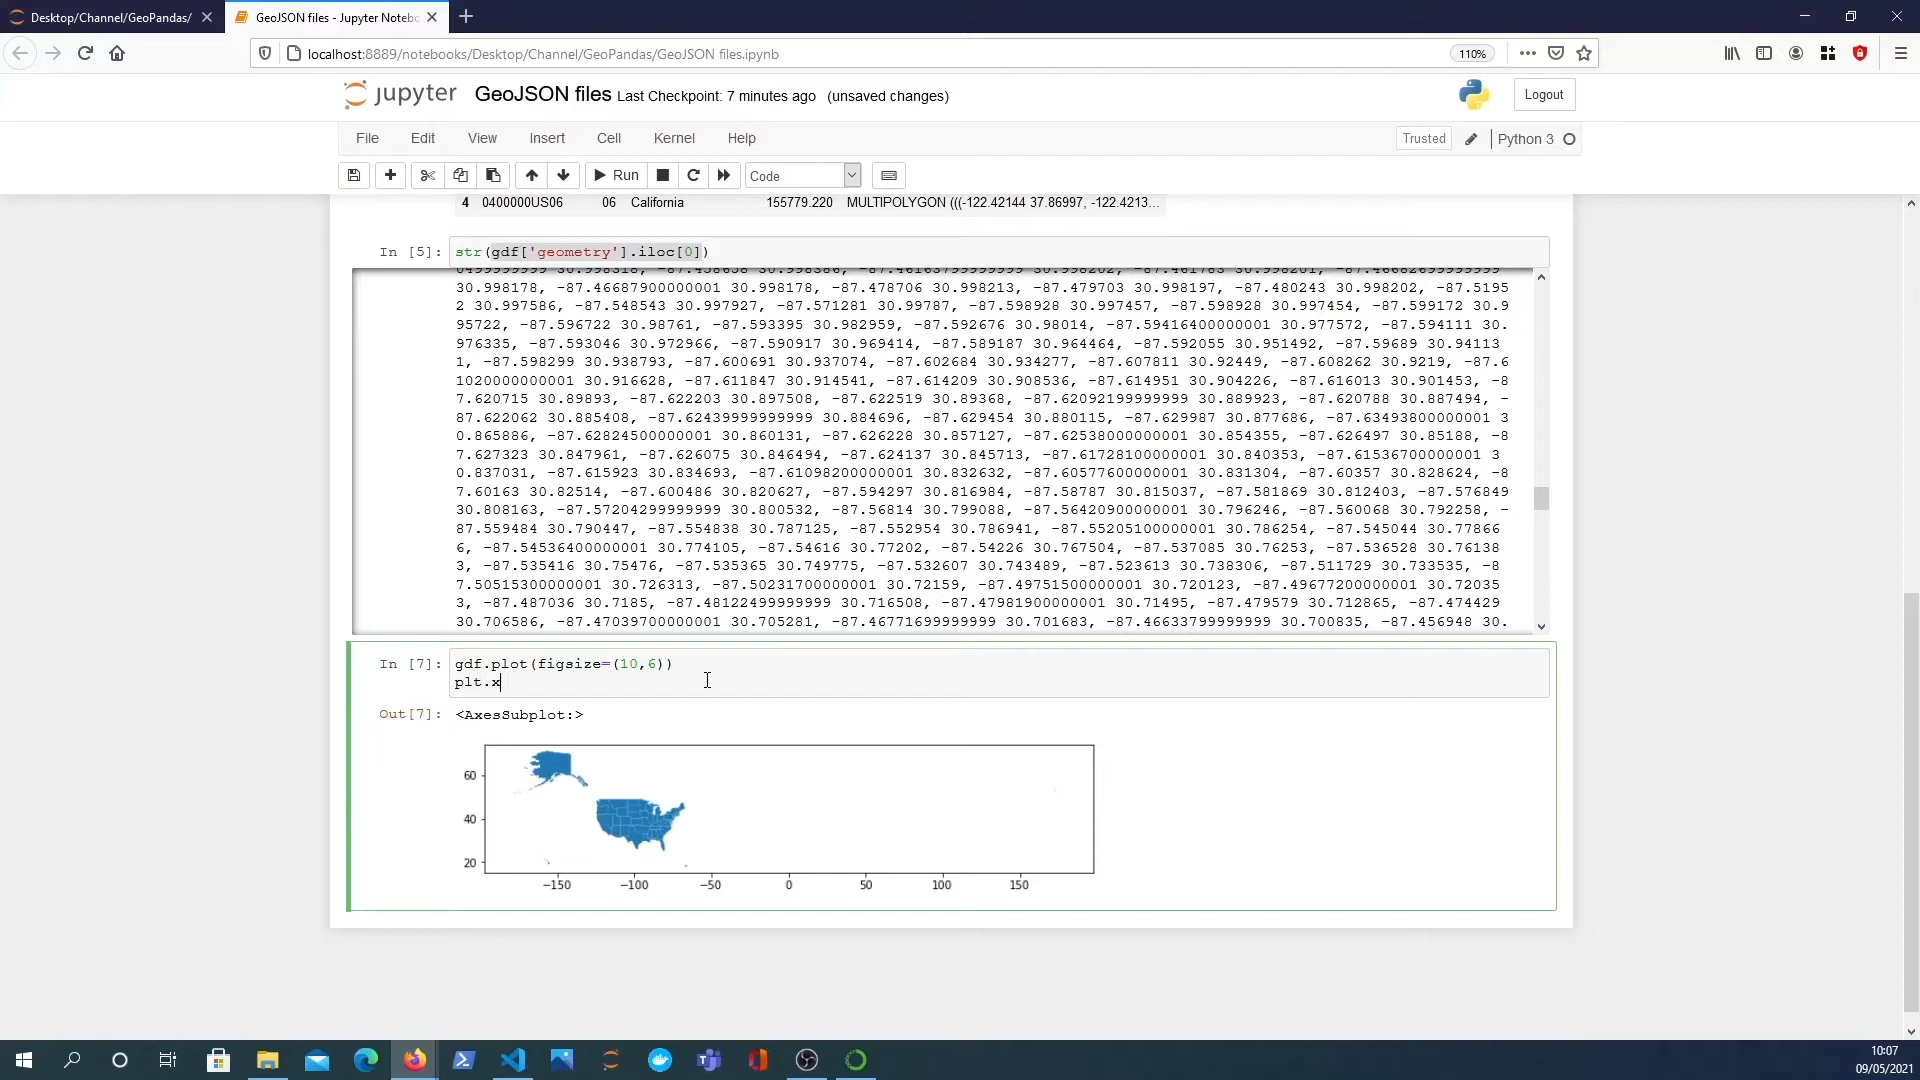 Desktop/Channel/GeoPandas/
GeoJSON files - Jupyter Notebo
localhost:8889/notebooks/Desktop/Channel/GeoPandas/GeoJSON files.ipynb
110%
jupyter GeoJSON files Last Checkpoint: 7 minutes ago (unsaved changes)
Logout
File Edit View Insert Cell Kernel Help
Trusted Python 3
Run Code
4 0400000US06 06 California 155779.220 MULTIPOLYGON (((-122.42144 37.86997, -122.4213...
In [5]: str(gdf['geometry'].iloc[0])
0499999999 30.998318, -87.458658 30.998386, -87.46163799999999 30.998202, -87.461783 30.998201, -87.46682699999999
30.998178, -87.46687900000001 30.998178, -87.478706 30.998213, -87.479703 30.998197, -87.480243 30.998202, -87.5195
2 30.997586, -87.548543 30.997927, -87.571281 30.99787, -87.598928 30.997457, -87.598928 30.997454, -87.599172 30.9
95722, -87.596722 30.98761, -87.593395 30.982959, -87.592676 30.98014, -87.59416400000001 30.977572, -87.594111 30.
976335, -87.593046 30.972966, -87.590917 30.969414, -87.589187 30.964464, -87.592055 30.951492, -87.59689 30.94113
1, -87.598299 30.938793, -87.600691 30.937074, -87.602684 30.934277, -87.607811 30.92449, -87.608262 30.9219, -87.6
1020000000001 30.916628, -87.611847 30.914541, -87.614209 30.908536, -87.614951 30.904226, -87.616013 30.901453, -8
7.620715 30.89893, -87.622203 30.897508, -87.622519 30.89368, -87.62092199999999 30.889923, -87.620788 30.887494, -
87.622062 30.885408, -87.62439999999999 30.884696, -87.629454 30.880115, -87.629987 30.877686, -87.63493800000001 3
0.865886, -87.62824500000001 30.860131, -87.626228 30.857127, -87.62538000000001 30.854355, -87.626497 30.85188, -8
7.627323 30.847961, -87.626075 30.846494, -87.624137 30.845713, -87.61728100000001 30.840353, -87.61536700000001 3
0.837031, -87.615923 30.834693, -87.61098200000001 30.832632, -87.60577600000001 30.831304, -87.60357 30.828624, -8
7.60163 30.82514, -87.600486 30.820627, -87.594297 30.816984, -87.58787 30.815037, -87.581869 30.812403, -87.576849
30.808163, -87.57204299999999 30.800532, -87.56814 30.799088, -87.56420900000001 30.796246, -87.560068 30.792258, -
87.559484 30.790447, -87.554838 30.787125, -87.552954 30.786941, -87.55205100000001 30.786254, -87.545044 30.77866
6, -87.54536400000001 30.774105, -87.54616 30.77202, -87.54226 30.767504, -87.537085 30.76253, -87.536528 30.76138
3, -87.535416 30.75476, -87.535365 30.749775, -87.532607 30.743489, -87.523613 30.738306, -87.511729 30.733535, -8
7.50515300000001 30.726313, -87.50231700000001 30.72159, -87.49751500000001 30.720123, -87.49677200000001 30.72035
3, -87.487036 30.7185, -87.48122499999999 30.716508, -87.47981900000001 30.71495, -87.479579 30.712865, -87.474429
30.706586, -87.47039700000001 30.705281, -87.46771699999999 30.701683, -87.46633799999999 30.700835, -87.456948 30.
In [7]: gdf.plot(figsize=(10,6))
plt.x
Out[7]: <AxesSubplot:>
60
40
20
−150 −100 −50 0 50 100 150
10:07
09/05/2021